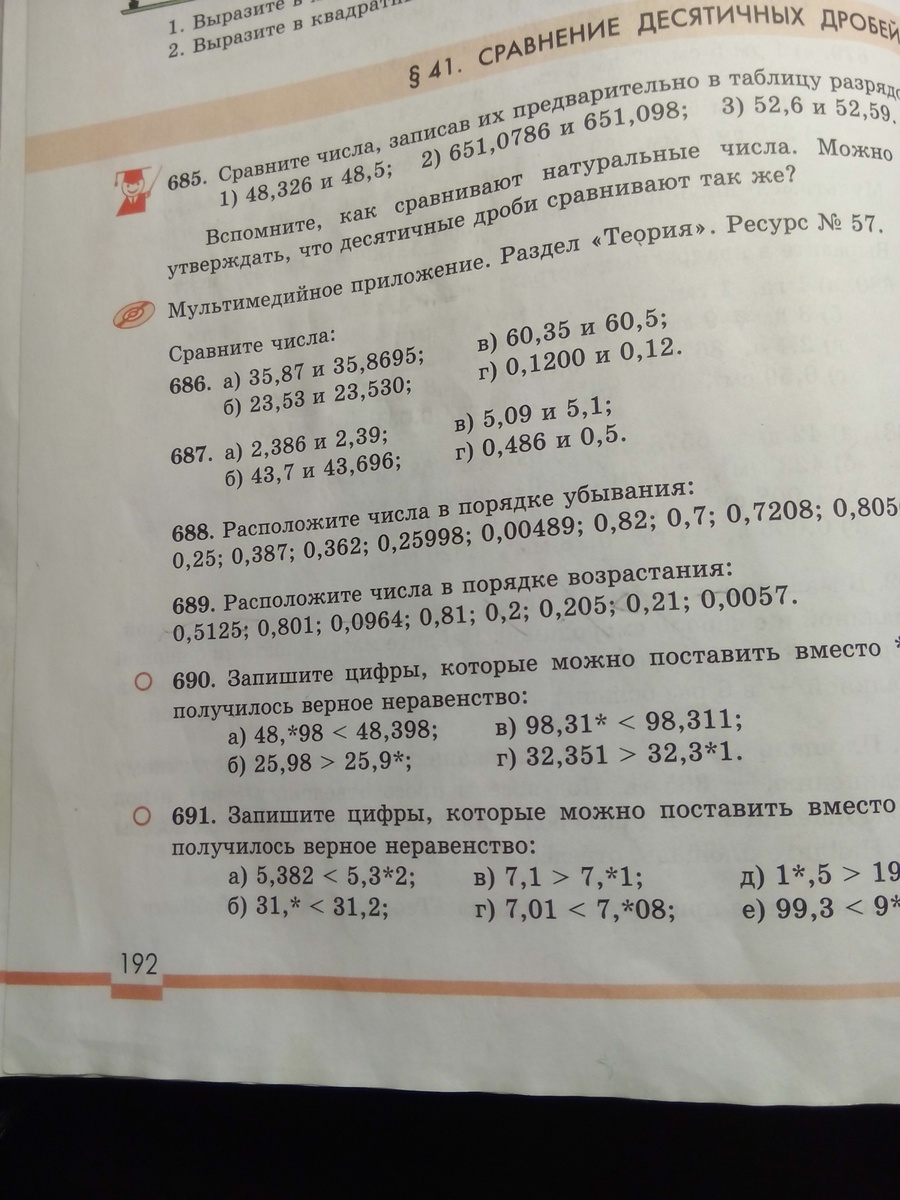 1. Выразите в
2. Выразите в
§ 41. СРАВНЕНИЕ ДЕСЯТИЧНЫХ ДРОБЕЙ
685. Сравните числа, записав их предварительно в таблицу
1) 48,326 и 48,5; 2) 651,0786 и 651,098; 3) 52,6 и 52,59.
Вспомните, как сравнивают натуральные числа. Можно
утверждать, что десятичные дроби сравнивают так же?
Мультимедийное приложение. Раздел «Теория». Ресурс № 57.
Сравните числа:
686. а) 35,87 и 35,8695; в) 60,35 и 60,5;
б) 23,53 и 23,530; г) 0,1200 и 0,12.
687. а) 2,386 и 2,39; в) 5,09 и 5,1;
б) 43,7 и 43,696; г) 0,486 и 0,5.
688. Расположите числа в порядке убывания:
0,25; 0,387; 0,362; 0,25998; 0,00489; 0,82; 0,7; 0,7208;
689. Расположите числа в порядке возрастания:
0,5125; 0,801; 0,0964; 0,81; 0,2; 0,205; 0,21; 0,0057.
690. Запишите цифры, которые можно поставить вместо *
получилось верное неравенство:
а) 48,*98 < 48,398; в) 98,31* < 98,311;
б) 25,98 > 25,9*; г) 32,351 > 32,3*1.
691. Запишите цифры, которые можно поставить вместо
получилось верное неравенство:
а) 5,382 < 5,3*2; в) 7,1 > 7,*1; д) 1*,5 > 19
б) 31,* < 31,2; г) 7,01 < 7,*08; е) 99,3 < 9*
192